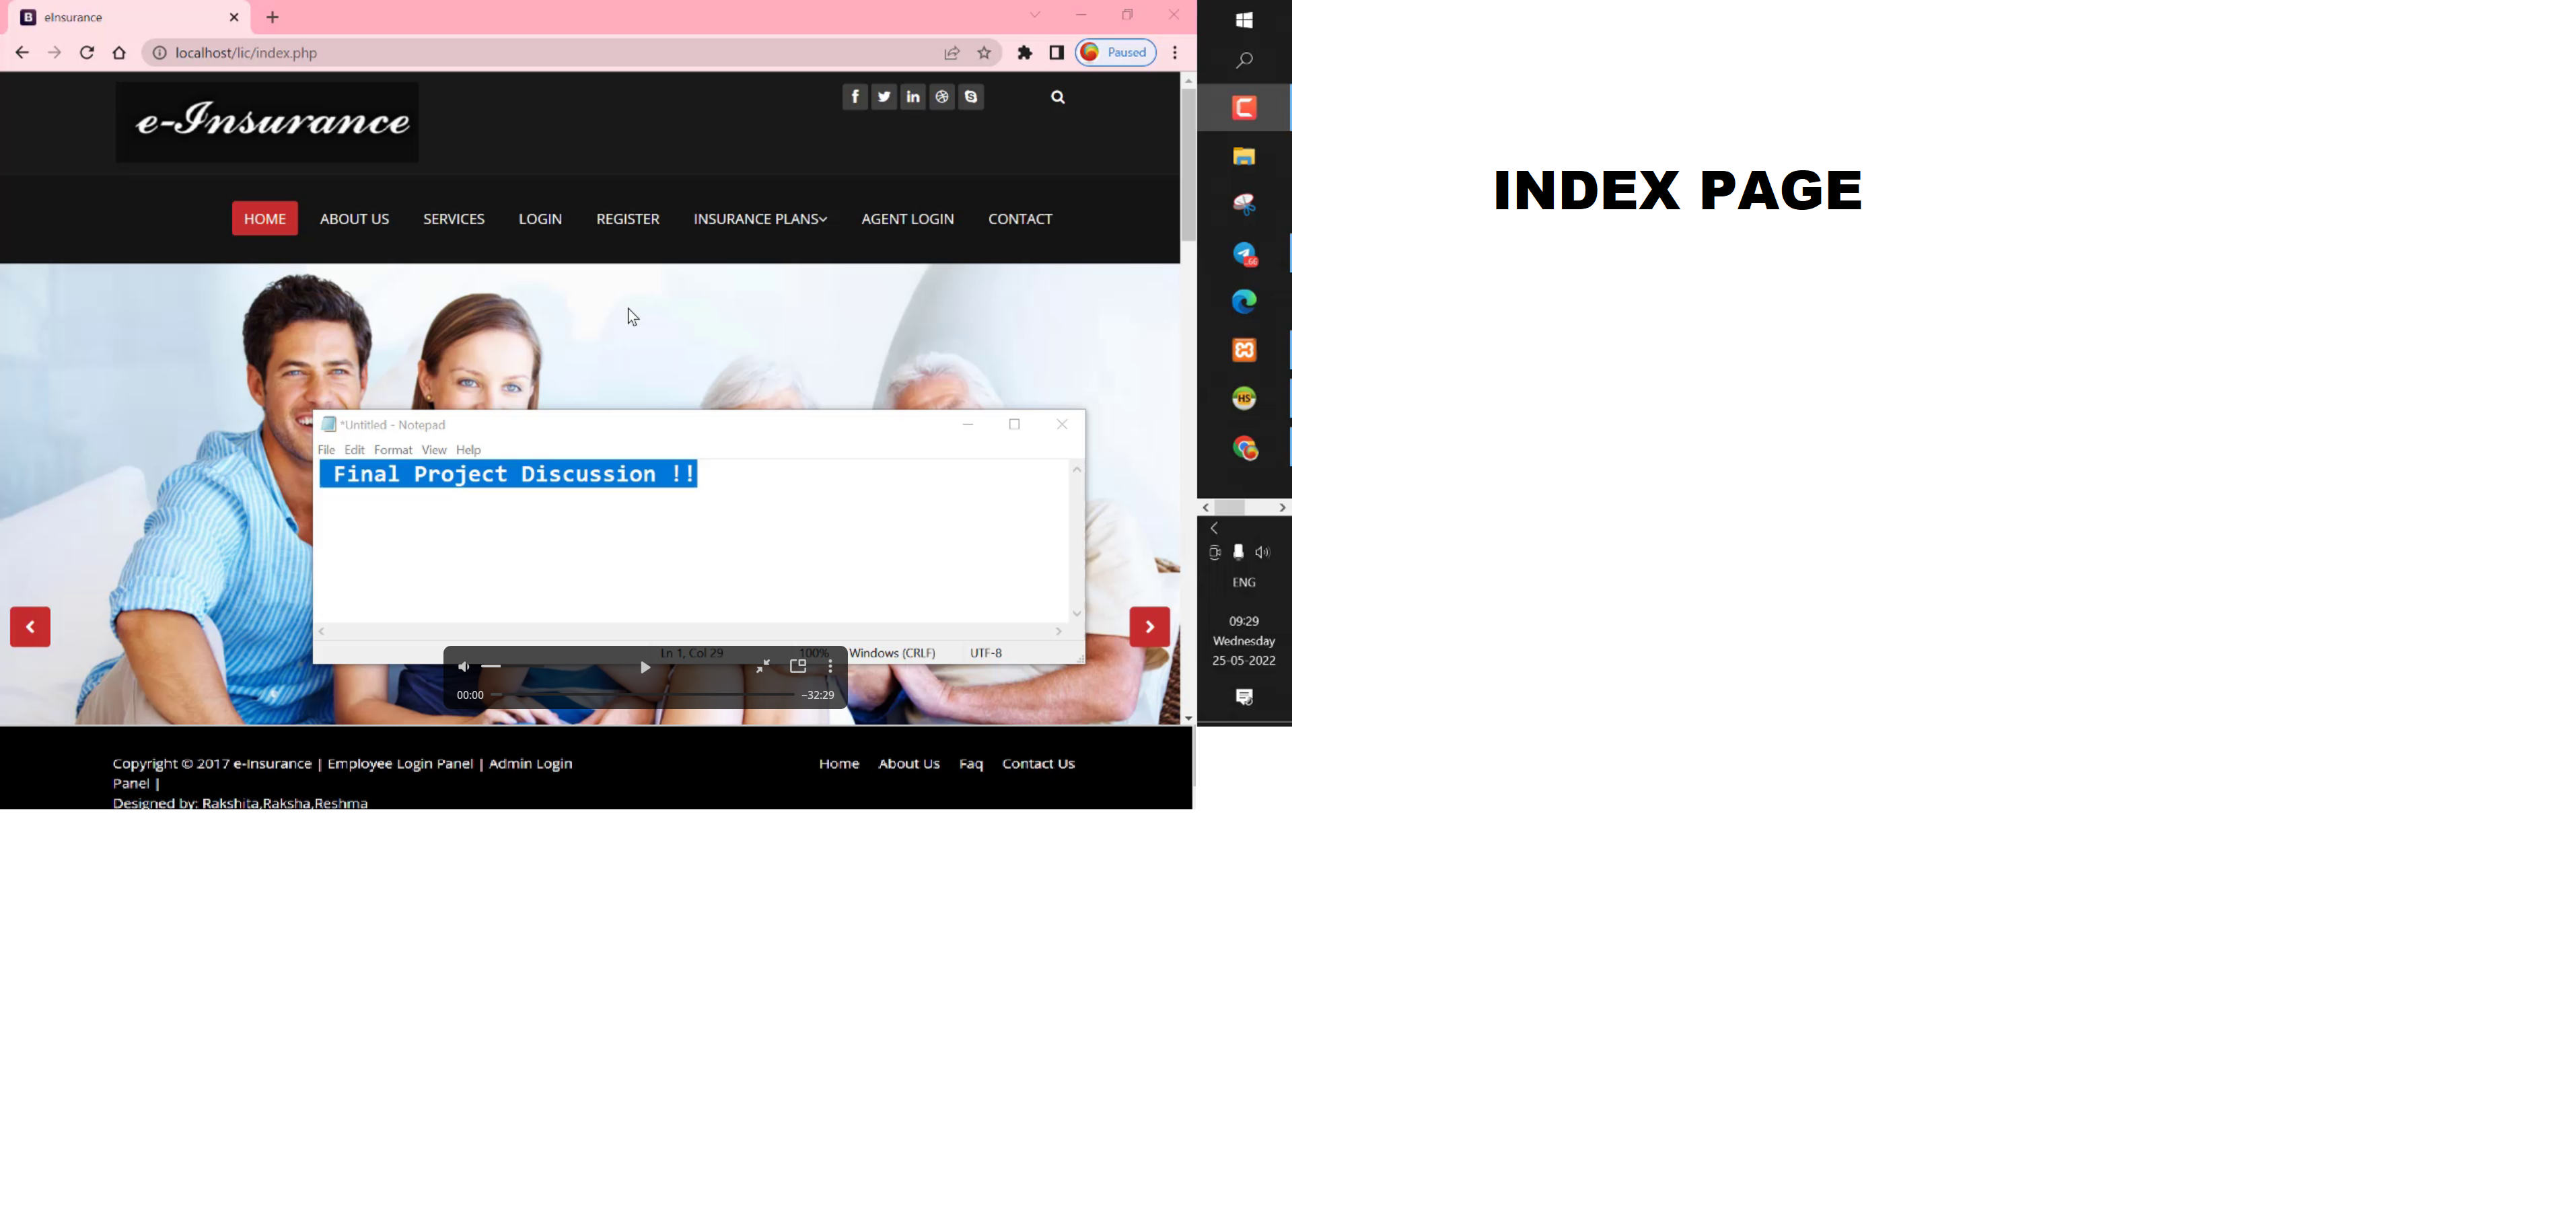 eInsurance
localhost/lic/index.php
Paused
e-Insurance
HOME ABOUT US SERVICES LOGIN REGISTER INSURANCE PLANS AGENT LOGIN CONTACT
INDEX PAGE
*Untitled - Notepad
File Edit Format View Help
Final Project Discussion !!
Ln 1, Col 29 100% Windows (CRLF) UTF-8
00:00 -32:29
ENG
09:29
Wednesday
25-05-2022
Copyright © 2017 e-Insurance | Employee Login Panel | Admin Login
Panel |
Designed by: Rakshita,Raksha,Reshma
Home About Us Faq Contact Us